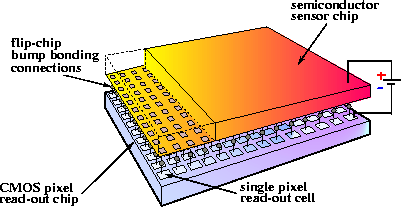 semiconductor
sensor chip
flip-chip
bump bonding
connections
+
-
CMOS pixel
read-out chip
single pixel
read-out cell